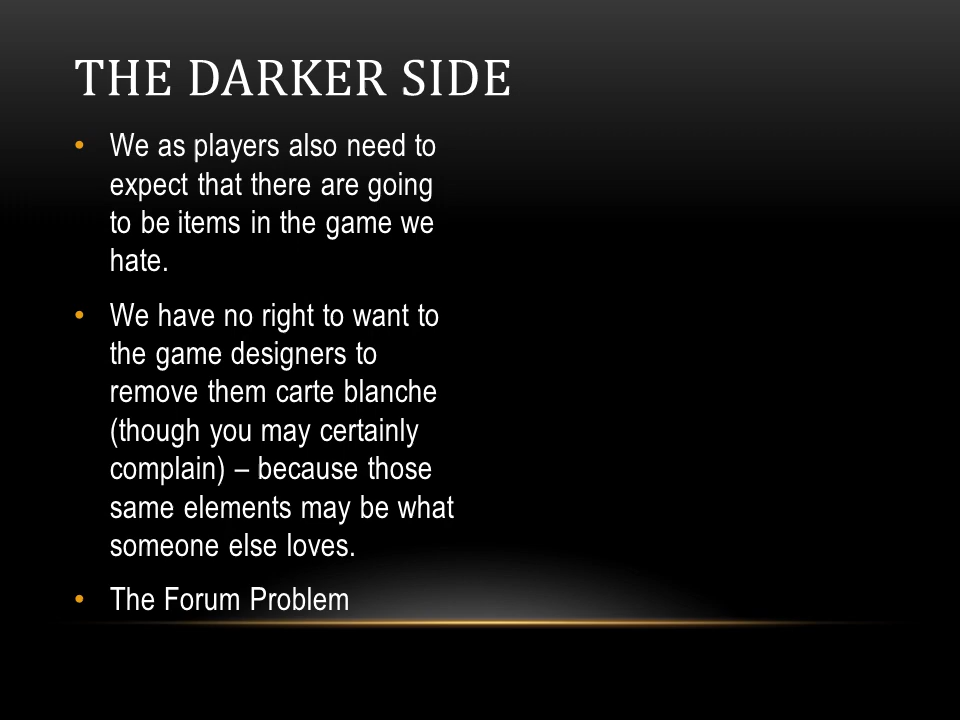 THE DARKER SIDE
• We as players also need to
expect that there are going
to be items in the game we
hate.
• We have no right to want to
the game designers to
remove them carte blanche
(though you may certainly
complain) – because those
same elements may be what
someone else loves.
• The Forum Problem